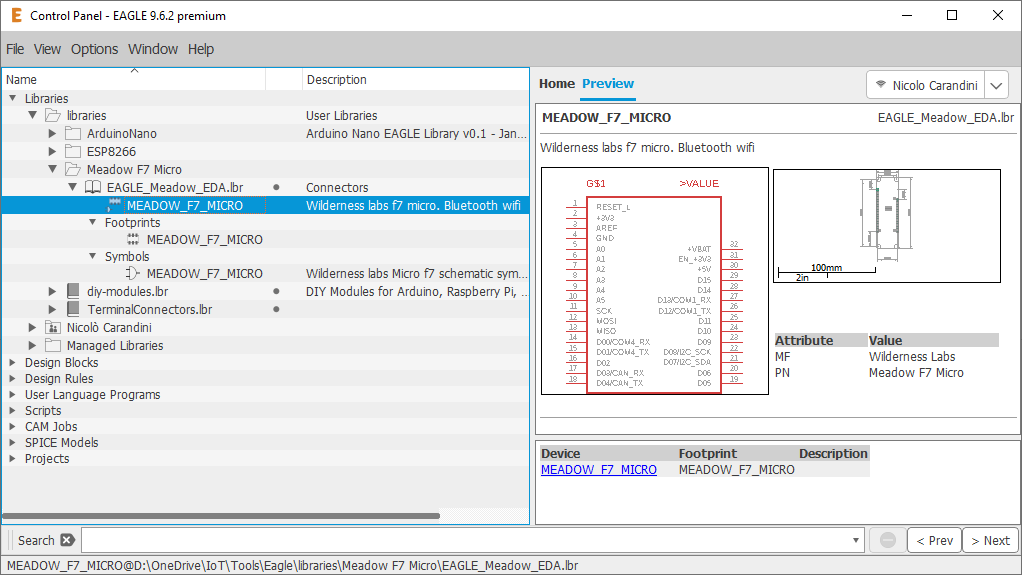 Control Panel - EAGLE 9.6.2 premium
File View Options Window Help
Name Description
Libraries
libraries User Libraries
ArduinoNano Arduino Nano EAGLE Library v0.1 - Jan...
ESP8266
Meadow F7 Micro
EAGLE_Meadow_EDA.lbr Connectors
MEADOW_F7_MICRO Wilderness labs f7 micro. Bluetooth wifi
Footprints
MEADOW_F7_MICRO
Symbols
MEADOW_F7_MICRO Wilderness labs Micro f7 schematic sym...
diy-modules.lbr DIY Modules for Arduino, Raspberry Pi, ...
TerminalConnectors.lbr
Nicolò Carandini
Managed Libraries
Design Blocks
Design Rules
User Language Programs
Scripts
CAM Jobs
SPICE Models
Projects
Home Preview
Nicolo Carandini
MEADOW_F7_MICRO EAGLE_Meadow_EDA.lbr
Wilderness labs f7 micro. Bluetooth wifi
G$1 >VALUE
1 RESET_L
2 +3V3
3 AREF
4 GND
5 A0 +VBAT 32
6 A1 EN_+3V3 31
7 A2 +5V 30
8 A3 D15 29
9 A4 D14 28
10 A5 D13/COM1_RX 27
11 SCK D12/COM1_TX 26
12 MOSI D11 25
13 MISO D10 24
14 D00/COM4_RX D09 23
15 D01/COM4_TX D08/I2C_SCK 22
16 D02 D07/I2C_SDA 21
17 D03/CAN_RX D06 20
18 D04/CAN_TX D05 19
100mm
2in
Attribute Value
MF Wilderness Labs
PN Meadow F7 Micro
Device Footprint Description
MEADOW_F7_MICRO MEADOW_F7_MICRO
Search < Prev > Next
MEADOW_F7_MICRO@D:\OneDrive\IoT\Tools\Eagle\libraries\Meadow F7 Micro\EAGLE_Meadow_EDA.lbr